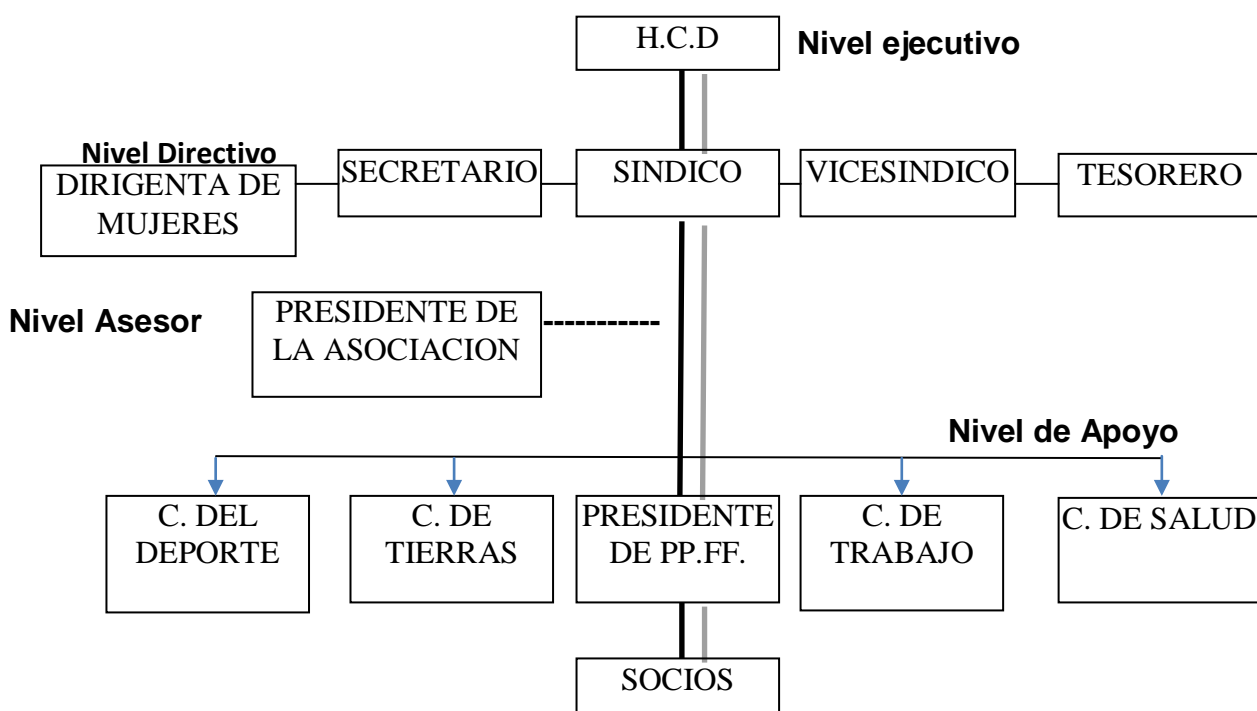 H.C.D
Nivel ejecutivo
Nivel Directivo
DIRIGENTA DE
MUJERES
SECRETARIO
SINDICO
VICESINDICO
TESORERO
Nivel Asesor
PRESIDENTE DE
LA ASOCIACION
Nivel de Apoyo
C. DEL
DEPORTE
C. DE
TIERRAS
PRESIDENTE
DE PP.FF.
C. DE
TRABAJO
C. DE SALUD
SOCIOS